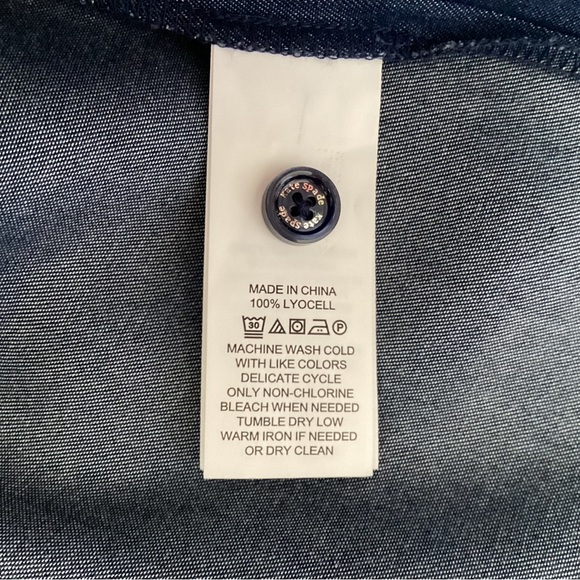 kate spade kate spade
MADE IN CHINA
100% LYOCELL
30 P
MACHINE WASH COLD
WITH LIKE COLORS
DELICATE CYCLE
ONLY NON-CHLORINE
BLEACH WHEN NEEDED
TUMBLE DRY LOW
WARM IRON IF NEEDED
OR DRY CLEAN